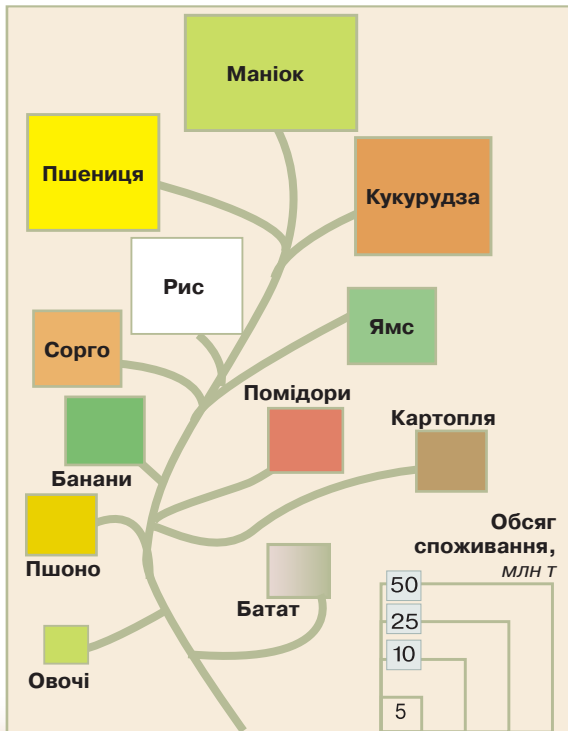 Маніок
Пшениця
Кукурудза
Рис
Ямс
Сорго
Помідори
Картопля
Банани
Обсяг
споживання,
млн т
Пшоно
Батат
50
25
10
5
Овочі